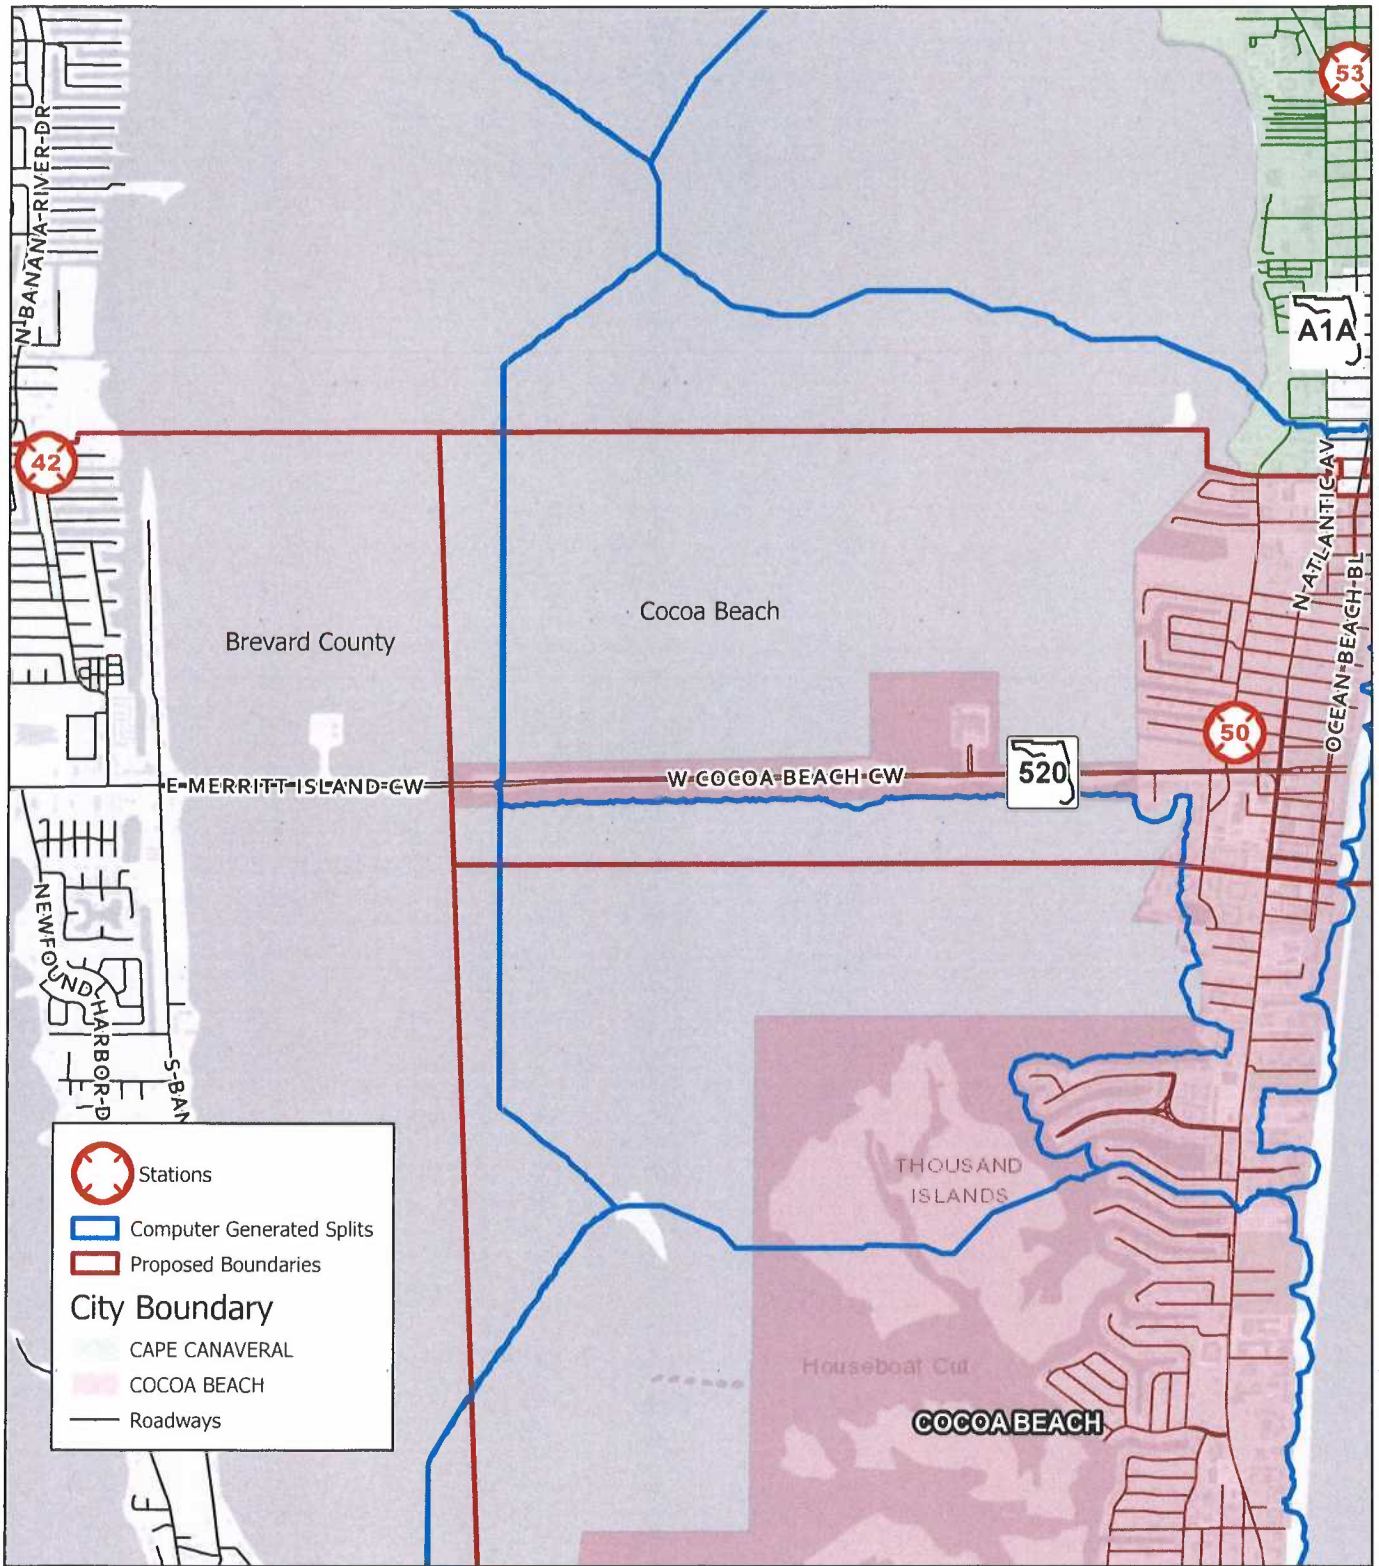 53
N-BANANA-RIVER-DR
A1A
42
N-ATLANTIC-AV
OCEAN-BEACH-BL
Cocoa Beach
Brevard County
50
E-MERRITT ISLAND-CW
W COCOA BEACH CW
520
NEWFOUND-HARBOR-D
S-BAN
THOUSAND
ISLANDS
Stations
Computer Generated Splits
Proposed Boundaries
City Boundary
CAPE CANAVERAL
COCOA BEACH
Roadways
Houseboat Cut
COCOA BEACH